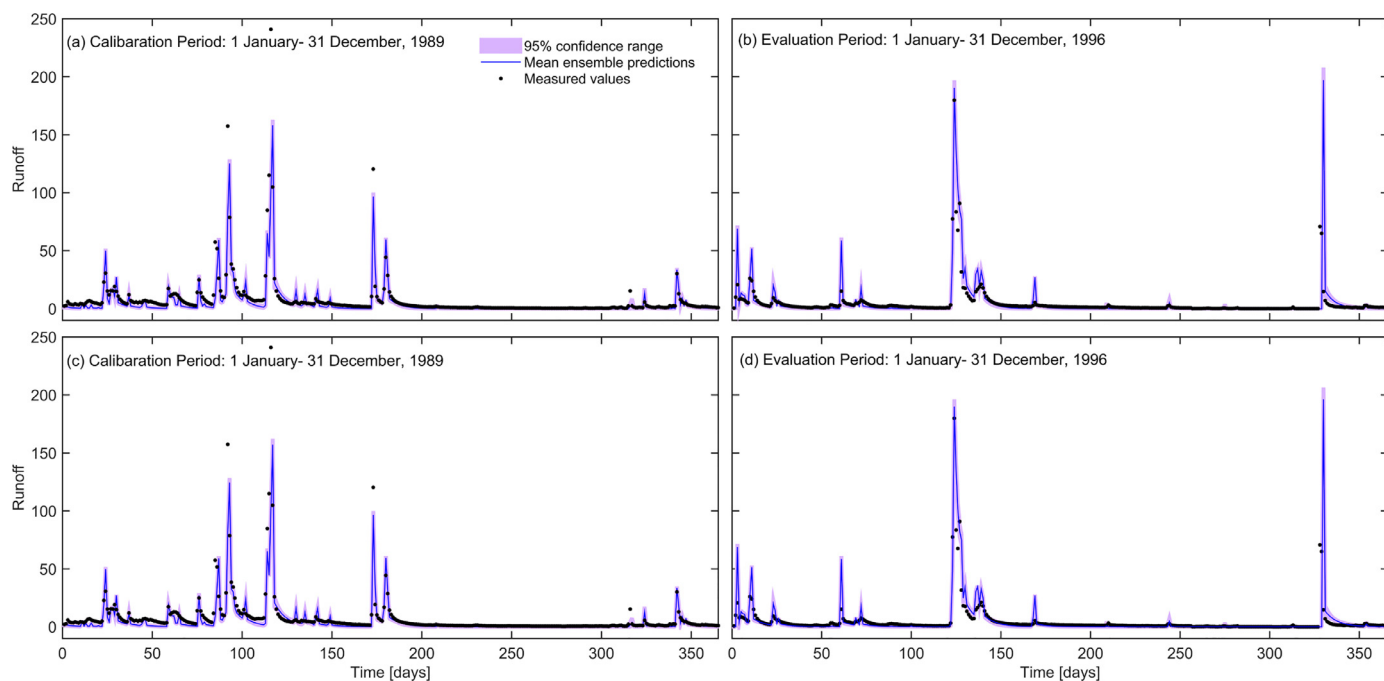 250
200
150
100
50
0
Runoff
(a) Calibaration Period: 1 January- 31 December, 1989
95% confidence range
Mean ensemble predictions
Measured values
(b) Evaluation Period: 1 January- 31 December, 1996
250
200
150
100
50
0
Runoff
(c) Calibaration Period: 1 January- 31 December, 1989
(d) Evaluation Period: 1 January- 31 December, 1996
0 50 100 150 200 250 300 350
Time [days]
0 50 100 150 200 250 300 350
Time [days]